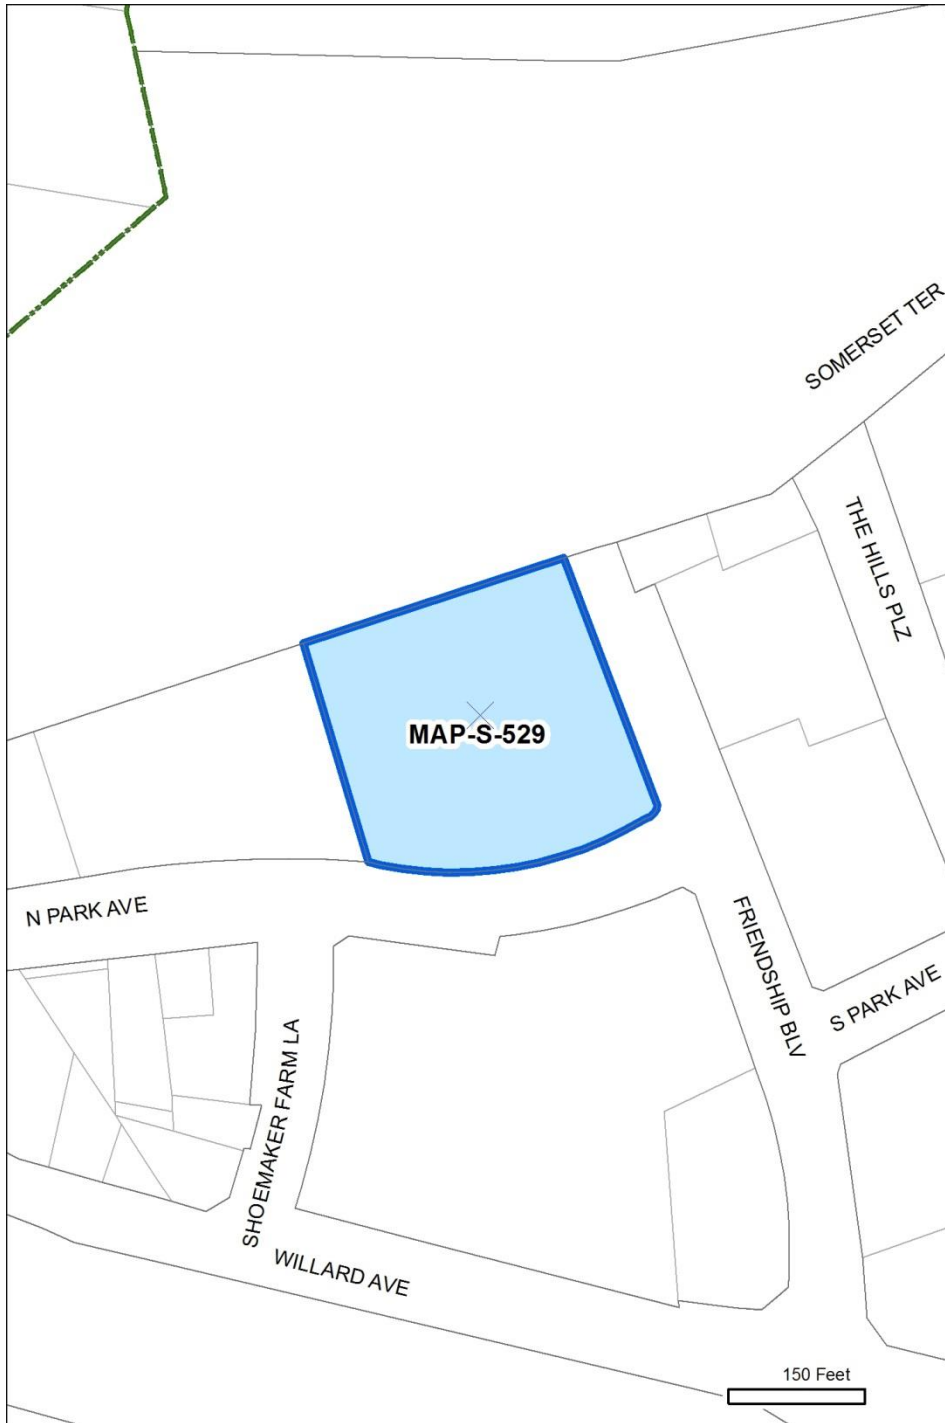 SOMERSET TER
THE HILLS PLZ
MAP-S-529
N PARK AVE
FRIENDSHIP BLV
S PARK AVE
SHOEMAKER FARM LA
WILLARD AVE
150 Feet